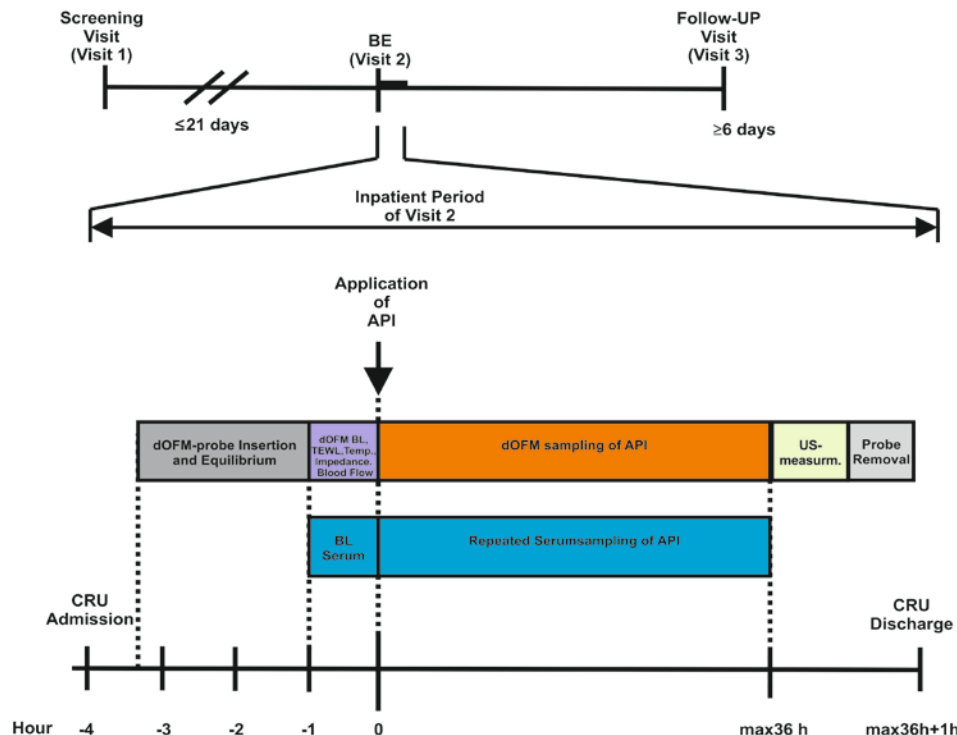 Screening
Visit
(Visit 1)
BE
(Visit 2)
Follow-UP
Visit
(Visit 3)
≤21 days
≥6 days
Inpatient Period
of Visit 2
Application
of
API
dOFM-probe Insertion
and Equilibrium
dOFM BL,
TEWL,Temp.,
Impedance.
Blood Flow
dOFM sampling of API
US-
measurm.
Probe
Removal
BL
Serum
Repeated Serumsampling of API
CRU
Admission
CRU
Discharge
Hour -4 -3 -2 -1 0 max36 h max36h+1h